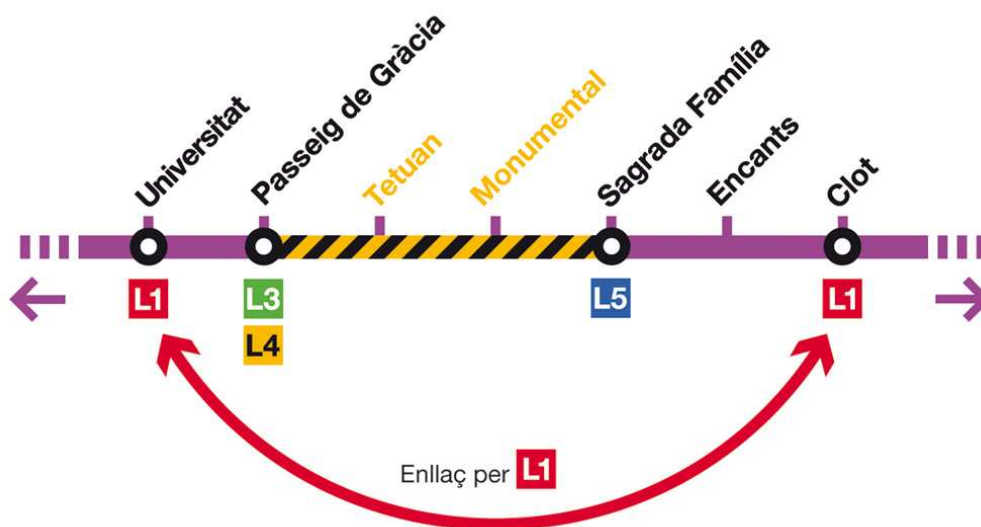 Universitat
Passeig de Gràcia
Tetuan
Monumental
Sagrada Família
Encants
Clot
L1
L3
L5
L1
L4
Enllaç per L1